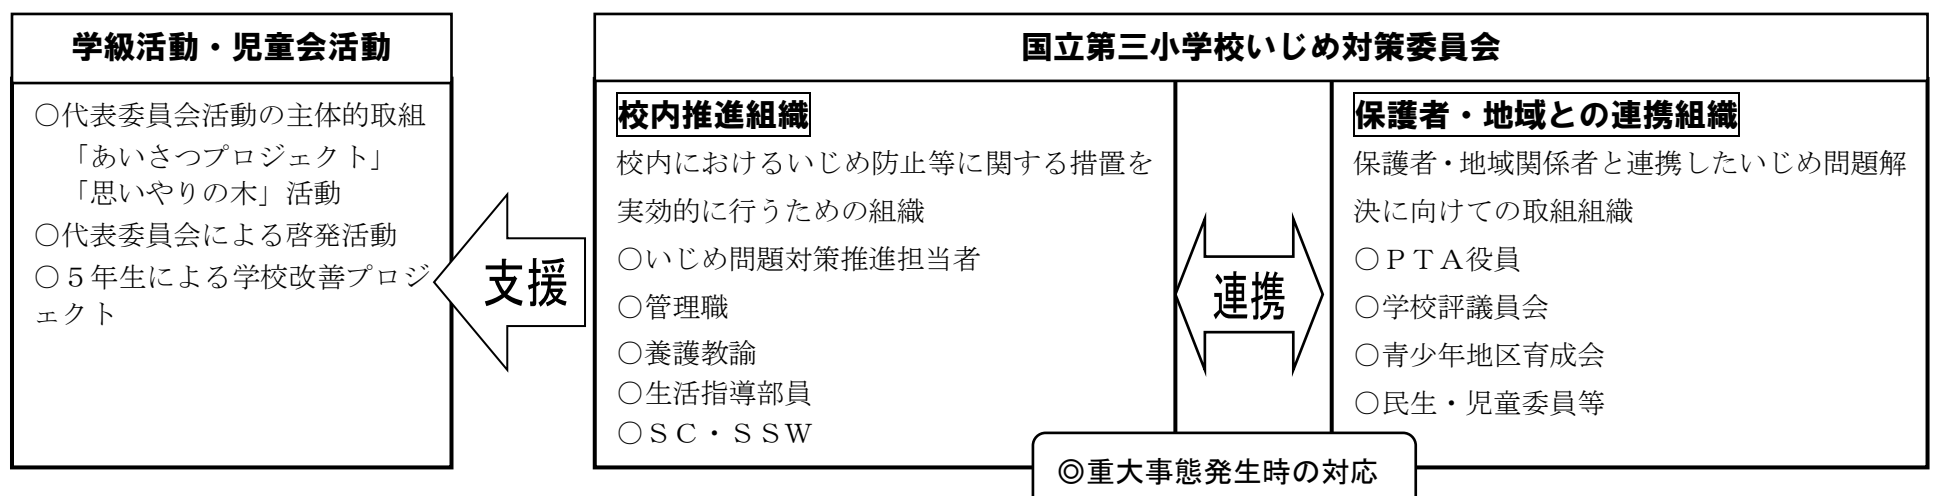 学級活動・児童会活動
○代表委員会活動の主体的取組
「あいさつプロジェクト」
「思いやりの木」活動
○代表委員会による啓発活動
○５年生による学校改善プロジ
ェクト
支援
国立第三小学校いじめ対策委員会
校内推進組織
校内におけるいじめ防止等に関する措置を
実効的に行うための組織
○いじめ問題対策推進担当者
○管理職
○養護教諭
○生活指導部員
○ＳＣ・ＳＳＷ
連携
保護者・地域との連携組織
保護者・地域関係者と連携したいじめ問題解
決に向けての取組組織
○ＰＴＡ役員
○学校評議員会
○青少年地区育成会
○民生・児童委員等
◎重大事態発生時の対応